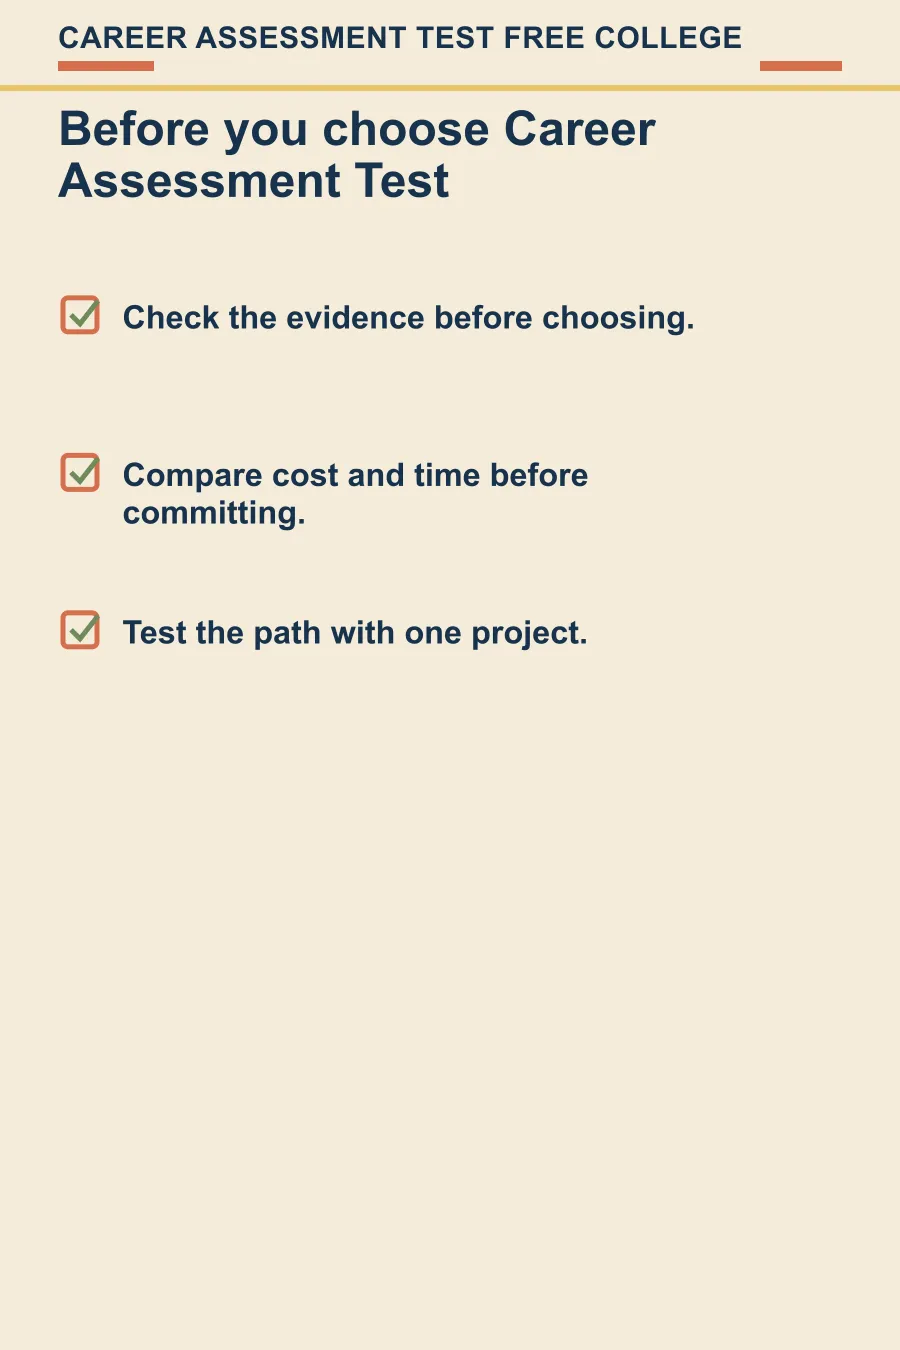 CAREER ASSESSMENT TEST FREE COLLEGE
Before you choose Career
Assessment Test
Check the evidence before choosing.
Compare cost and time before
committing.
Test the path with one project.